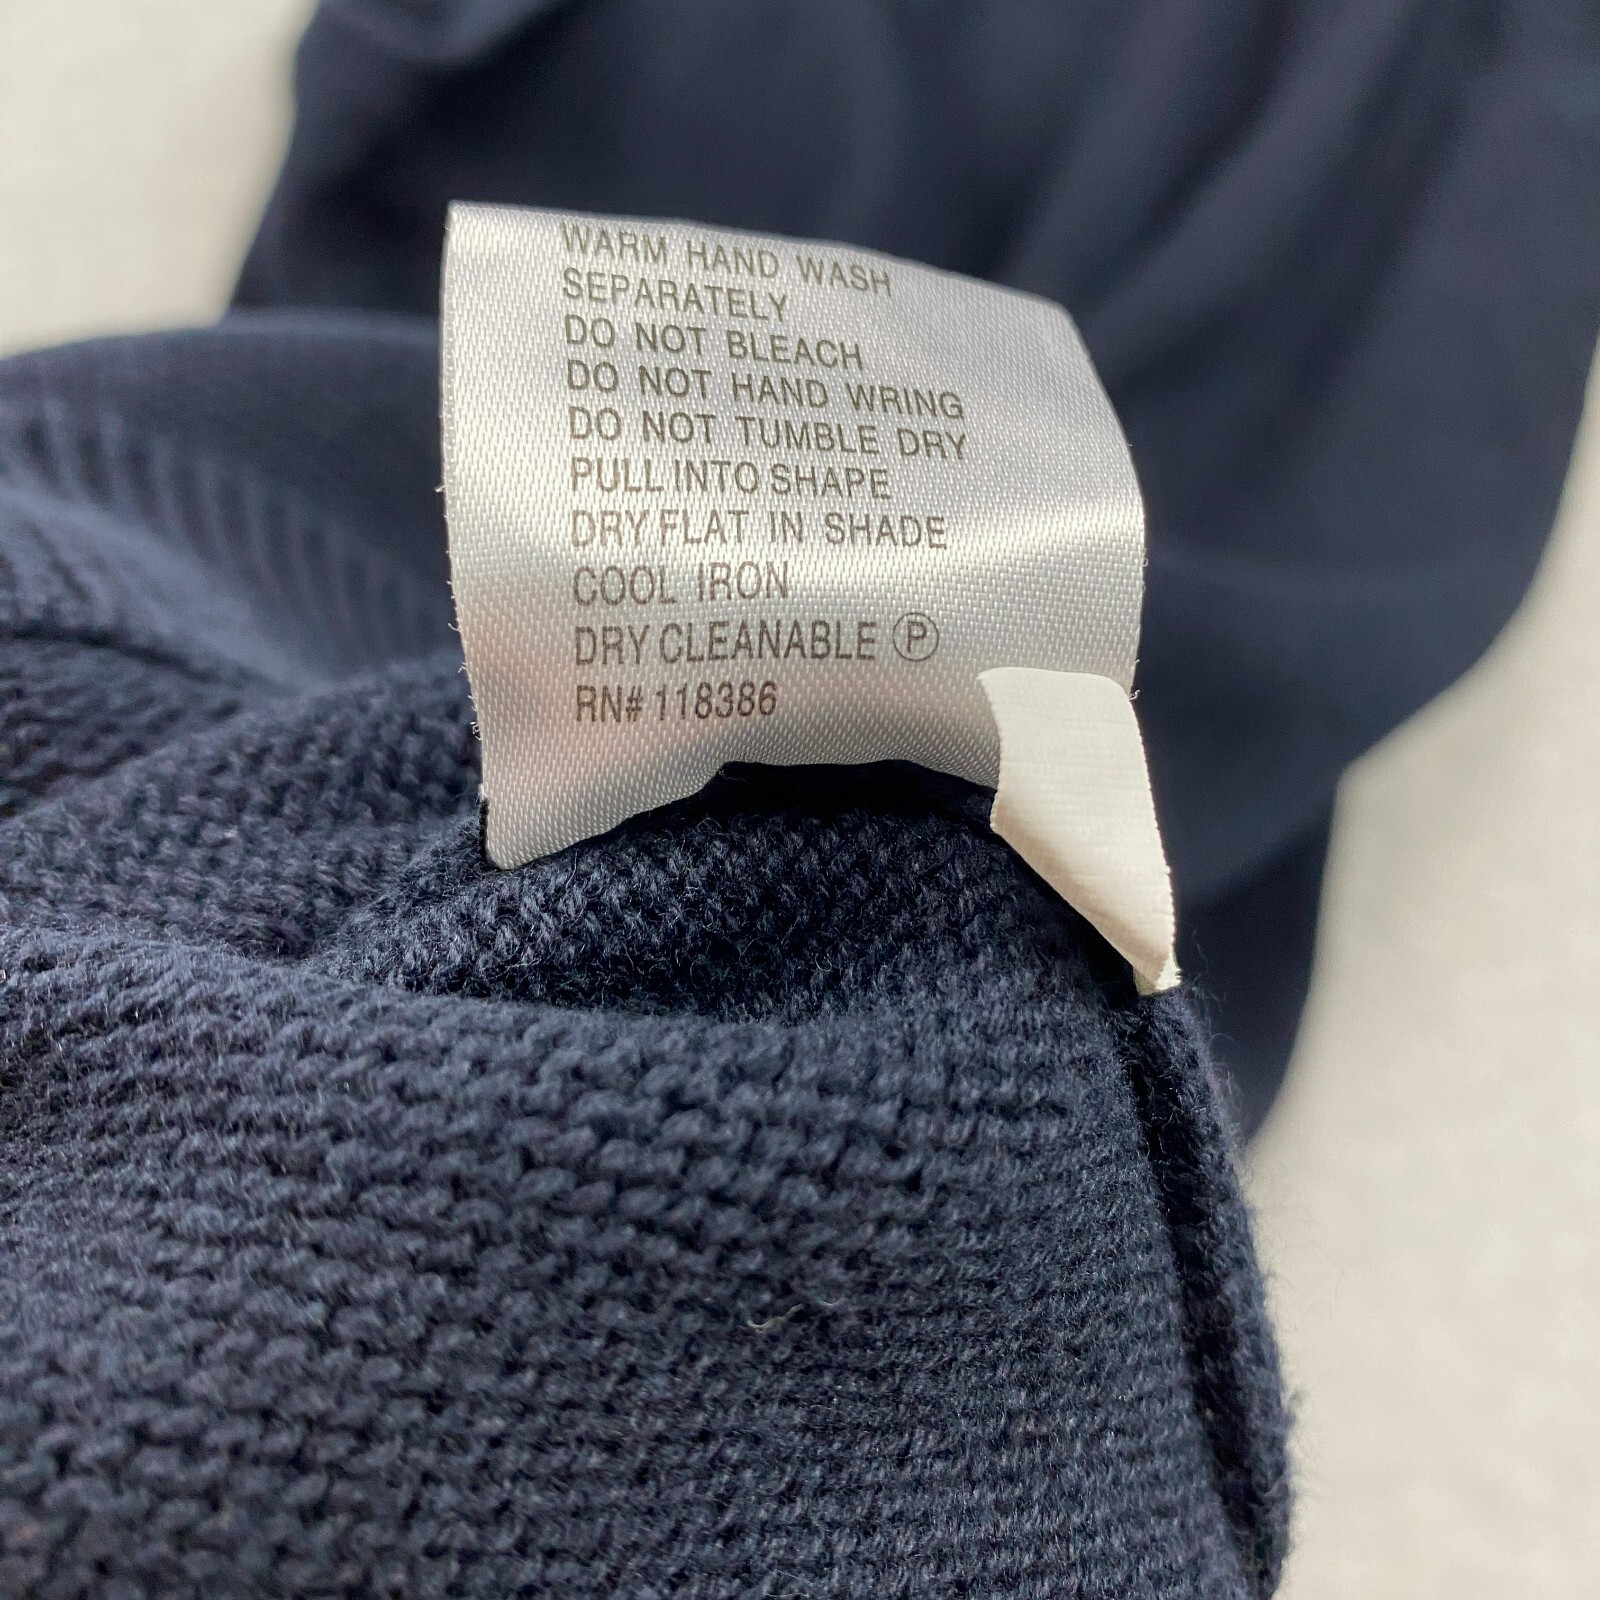 WARM HAND WASH
SEPARATELY
DO NOT BLEACH
DO NOT HAND WRING
DO NOT TUMBLE DRY
PULL INTO SHAPE
DRY FLAT IN SHADE
COOL IRON
DRY CLEANABLE Ⓟ
RN# 118386